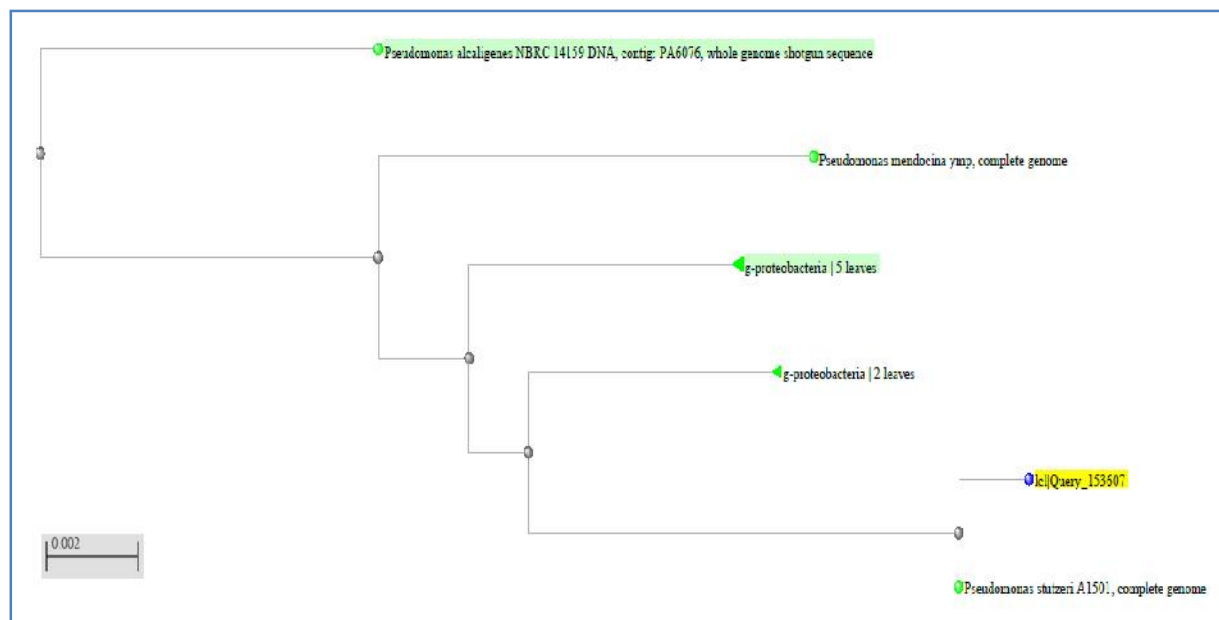 Pseudomonas alcaligenes NBRC 14159 DNA, contig: PA6076, whole genome shotgun sequence
Pseudomonas mendocina ymp, complete genome
g-proteobacteria | 5 leaves
g-proteobacteria | 2 leaves
lcl|Query_153607
0.002
Pseudomonas stutzeri A1501, complete genome